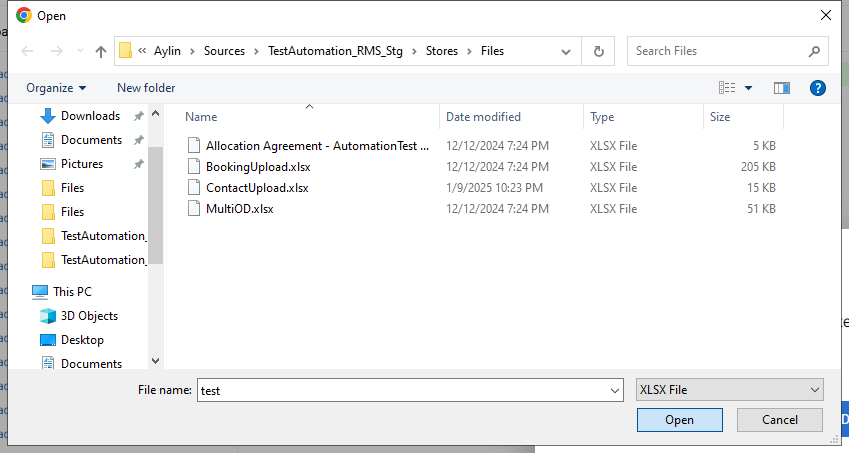 Open
« Aylin > Sources > TestAutomation_RMS_Stg > Stores > Files
Search Files
Organize
New folder
Name
Date modified
Type
Size
Downloads
Documents
Pictures
Files
Files
TestAutomation_
TestAutomation_
This PC
3D Objects
Desktop
Documents
Allocation Agreement - AutomationTest ... 12/12/2024 7:24 PM XLSX File 5 KB
BookingUpload.xlsx 12/12/2024 7:24 PM XLSX File 205 KB
ContactUpload.xlsx 1/9/2025 10:23 PM XLSX File 15 KB
MultiOD.xlsx 12/12/2024 7:24 PM XLSX File 51 KB
File name: test
XLSX File
Open
Cancel